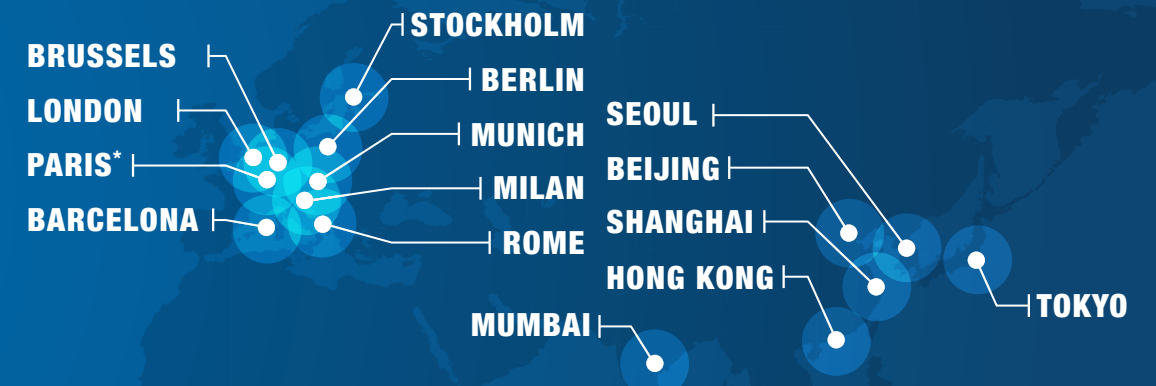 STOCKHOLM
BRUSSELS
BERLIN
LONDON
SEOUL
MUNICH
PARIS*
BEIJING
MILAN
BARCELONA
SHANGHAI
ROME
HONG KONG
TOKYO
MUMBAI